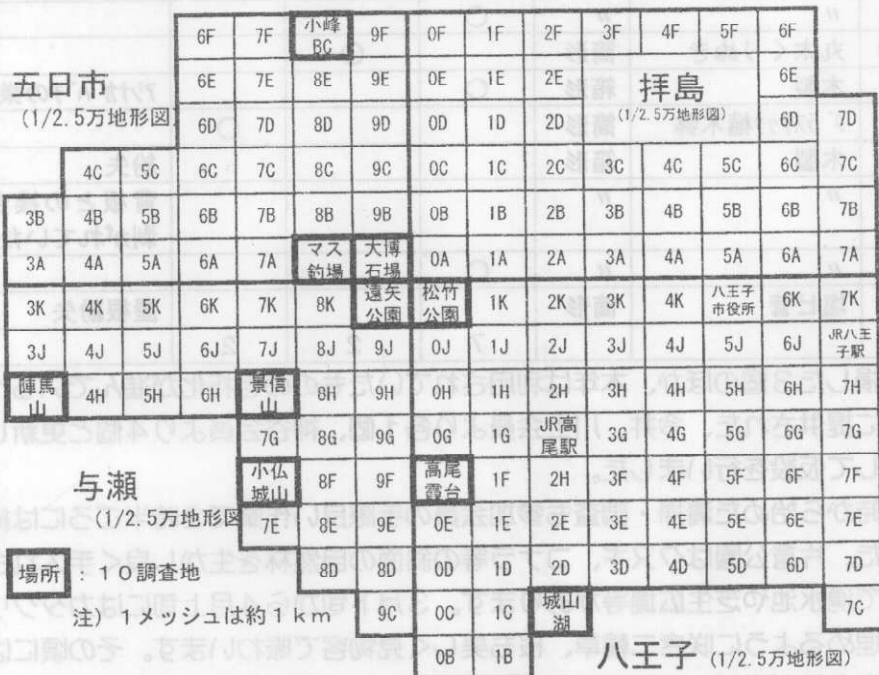 6F 7F 小峰BC 9F 0F 1F 2F 3F 4F 5F 6F
五日市
(1/2.5万地形図)
拝島
(1/2.5万地形図)
6E 7E 8E 9E 0E 1E 2E 6E
6D 7D 8D 9D 0D 1D 2D 6D 7D
4C 5C 6C 7C 8C 9C 0C 1C 2C 3C 4C 5C 6C 7C
3B 4B 5B 6B 7B 8B 9B 0B 1B 2B 3B 4B 5B 6B 7B
3A 4A 5A 6A 7A マス釣場 大博石場 0A 1A 2A 3A 4A 5A 6A 7A
3K 4K 5K 6K 7K 8K 遠矢公園 松竹公園 1K 2K 3K 4K 八王子市役所 6K 7K
3J 4J 5J 6J 7J 8J 9J 0J 1J 2J 3J 4J 5J 6J JR八王子駅
陣馬山 4H 5H 6H 景信山 8H 9H 0H 1H 2H 3H 4H 5H 6H 7H
7G 8G 9G 0G 1G JR高尾駅 3G 4G 5G 6G 7G
与瀬
(1/2.5万地形図
小仏城山 8F 9F 高尾霞台 1F 2H 3F 4F 5F 6F 7F
7E 8E 9E 0E 1E 2E 3E 4E 5E 6E 7E
場所:10調査地
8D 8D 0D 1D 2D 3D 4D 5D 6D 7D
注)1メッシュは約1km
9C 0C 1C 城山湖 7C
0B 1B
八王子 (1/2.5万地形図)